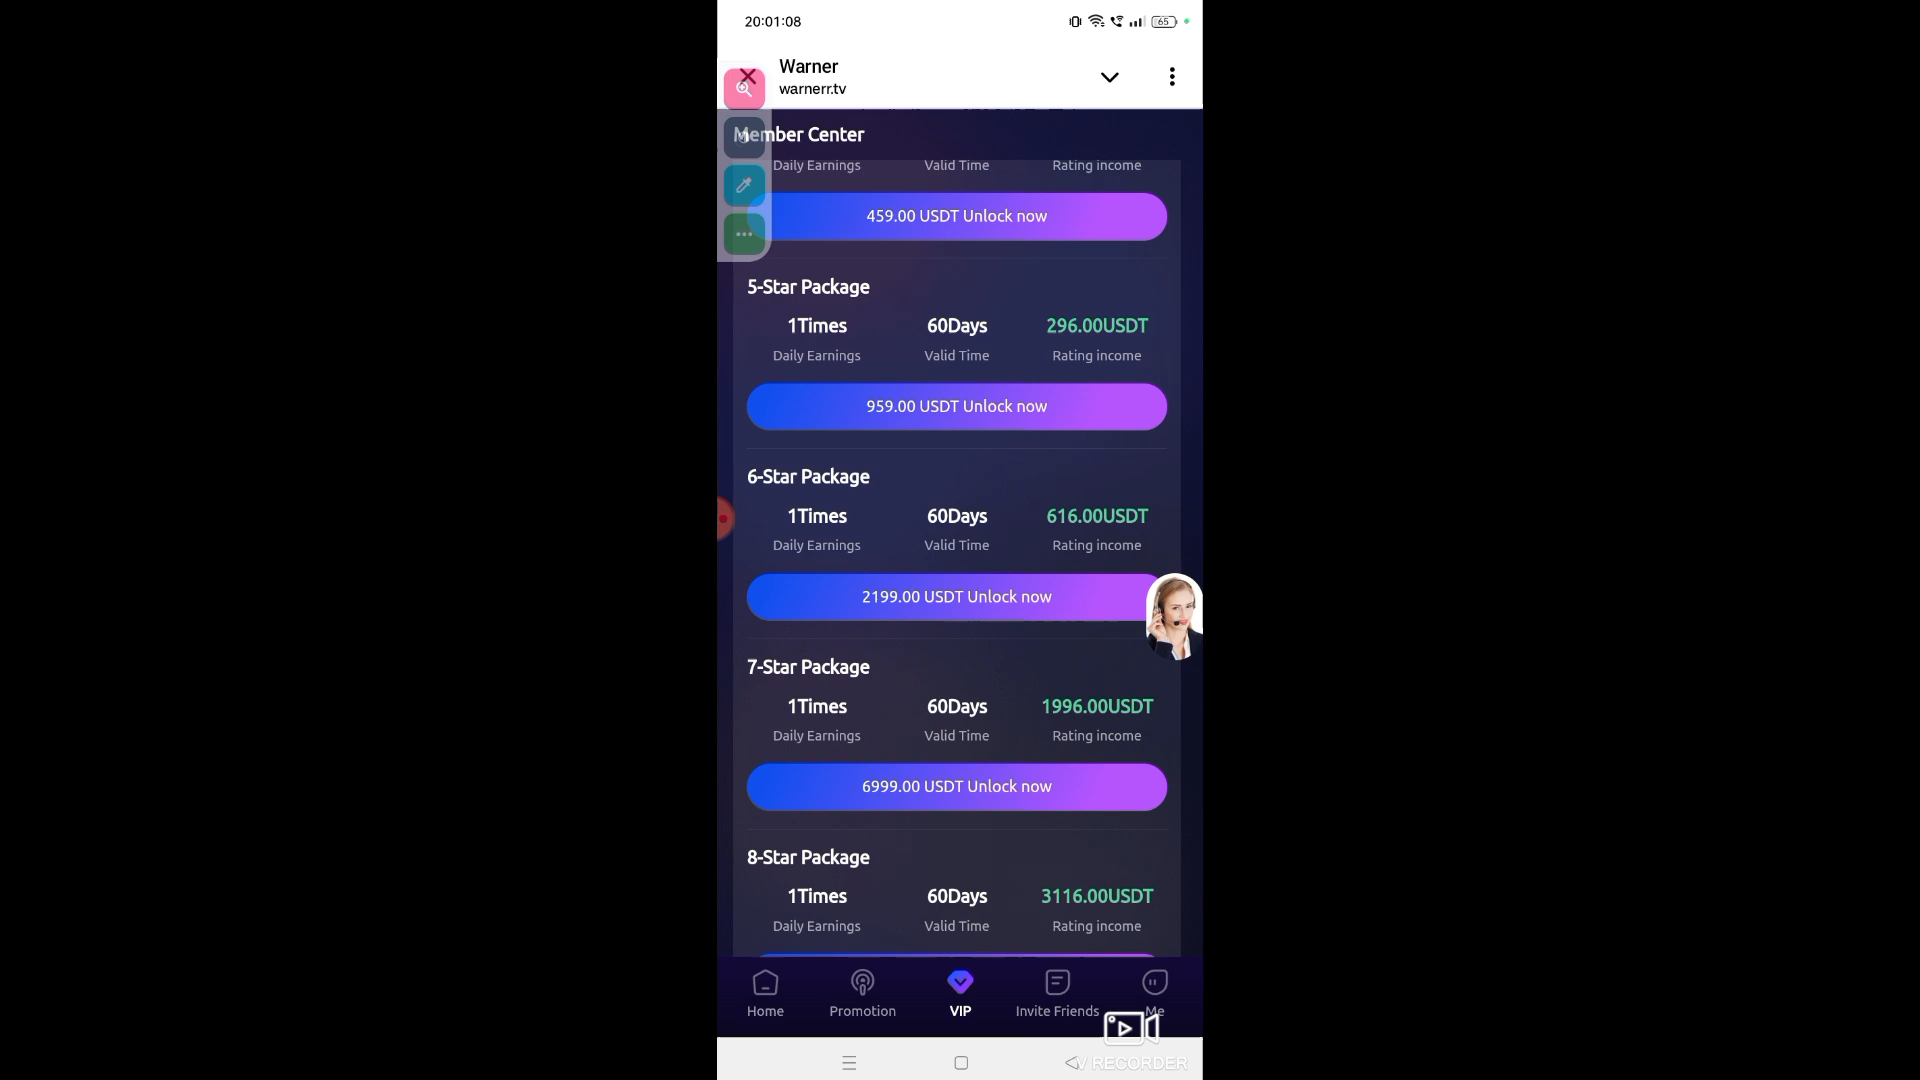 20:01:08
65
Warner
warnerr.tv
Member Center
Daily Earnings Valid Time Rating income
459.00 USDT Unlock now
5-Star Package
1Times 60Days 296.00USDT
Daily Earnings Valid Time Rating income
959.00 USDT Unlock now
6-Star Package
1Times 60Days 616.00USDT
Daily Earnings Valid Time Rating income
2199.00 USDT Unlock now
7-Star Package
1Times 60Days 1996.00USDT
Daily Earnings Valid Time Rating income
6999.00 USDT Unlock now
8-Star Package
1Times 60Days 3116.00USDT
Daily Earnings Valid Time Rating income
Home Promotion VIP Invite Friends Me
V RECORDER